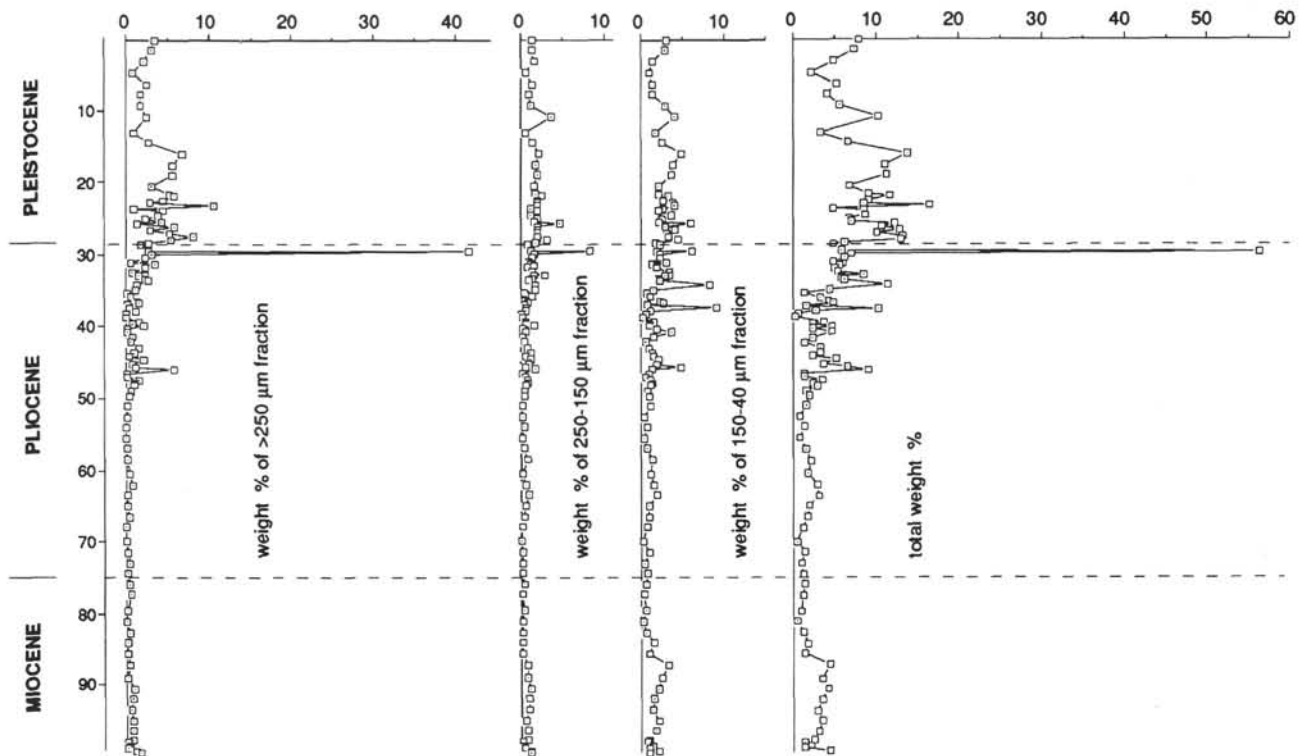 0 10 20 30 40
0 10
0 10
0 10 20 30 40 50 60
PLEISTOCENE
PLIOCENE
MIOCENE
10
20
30
40
50
60
70
80
90
weight % of >250 µm fraction
weight % of 250-150 µm fraction
weight % of 150-40 µm fraction
total weight %